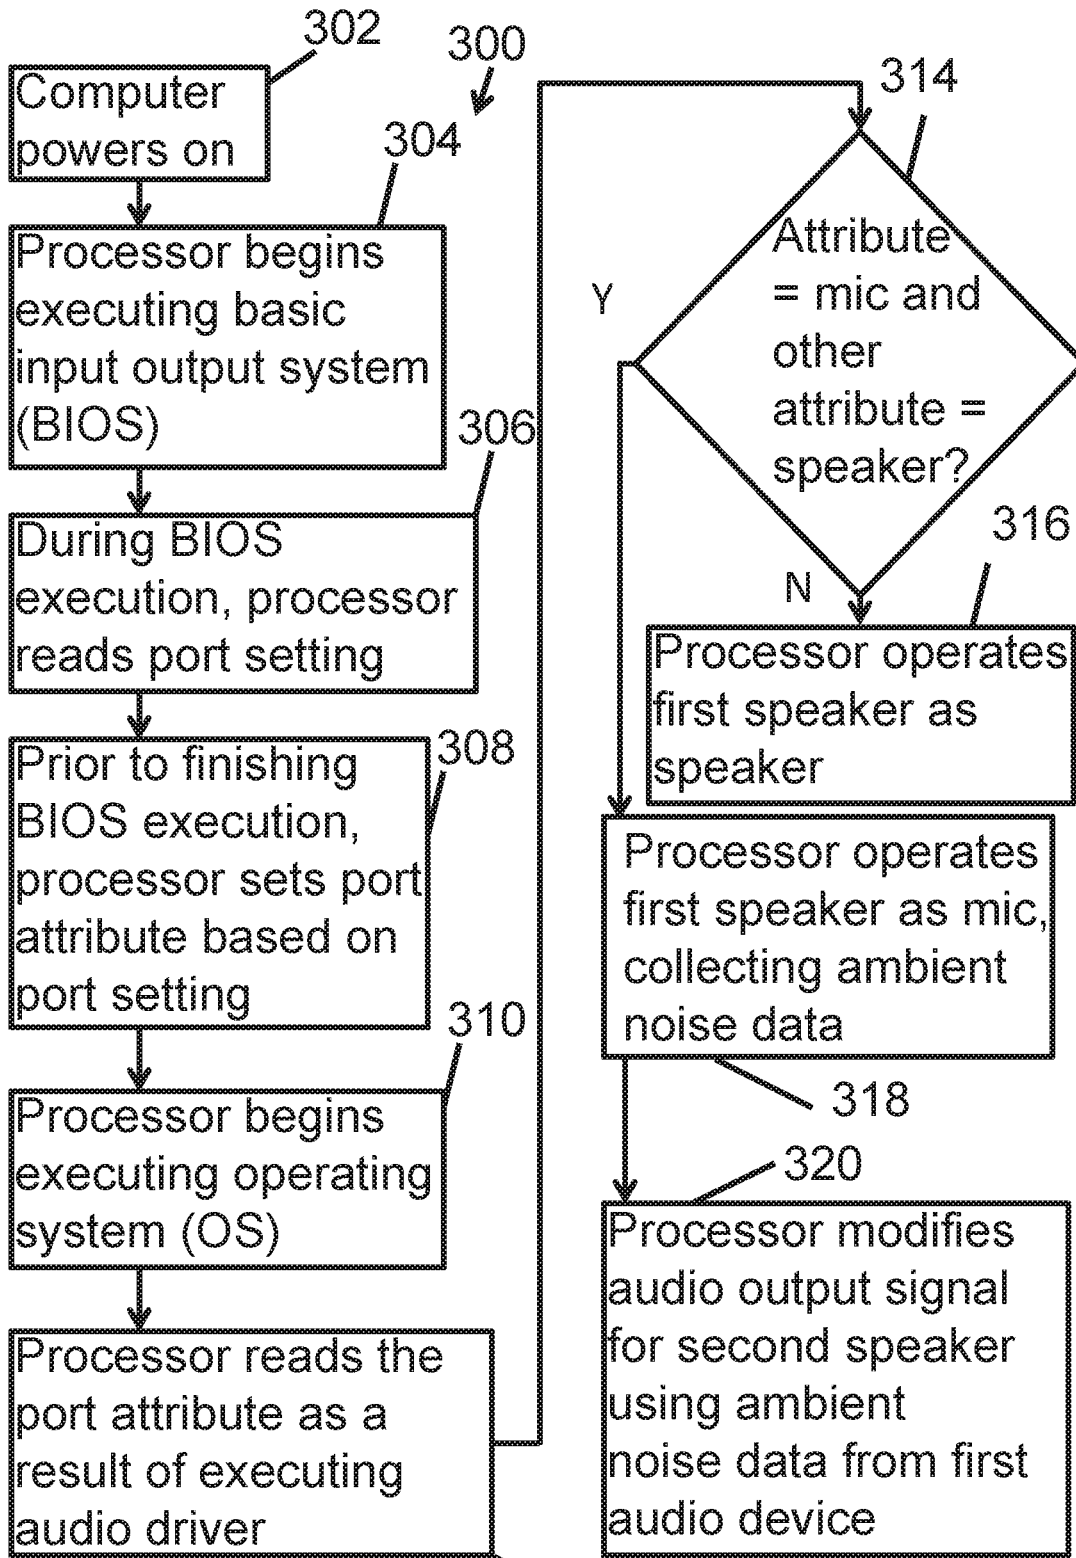 302
300
Computer
powers on
304
Processor begins
executing basic
input output system
(BIOS)
306
During BIOS
execution, processor
reads port setting
308
Prior to finishing
BIOS execution,
processor sets port
attribute based on
port setting
310
Processor begins
executing operating
system (OS)
Processor reads the
port attribute as a
result of executing
audio driver
314
Attribute
= mic and
other
attribute =
speaker?
Y
N
316
Processor operates
first speaker as
speaker
Processor operates
first speaker as mic,
collecting ambient
noise data
318
320
Processor modifies
audio output signal
for second speaker
using ambient
noise data from first
audio device